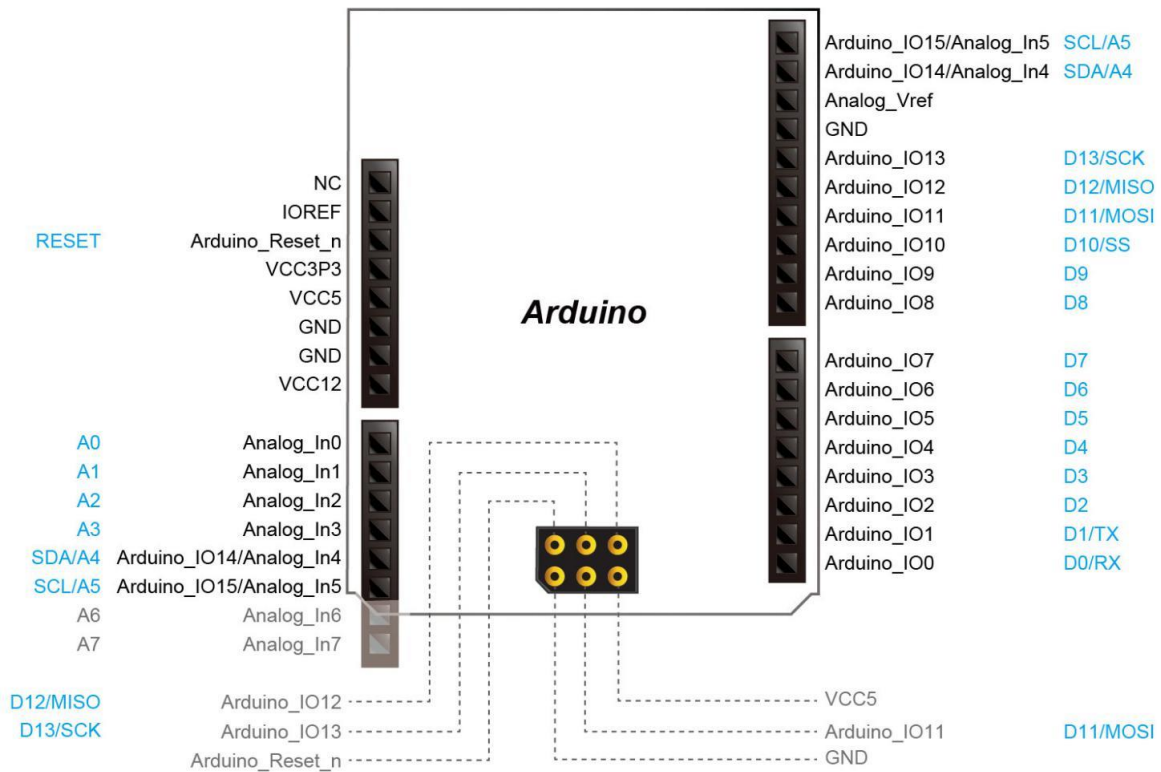 Arduino_IO15/Analog_In5 SCL/A5
Arduino_IO14/Analog_In4 SDA/A4
Analog_Vref
GND
Arduino_IO13 D13/SCK
Arduino_IO12 D12/MISO
Arduino_IO11 D11/MOSI
Arduino_IO10 D10/SS
Arduino_IO9 D9
Arduino_IO8 D8
NC
IOREF
RESET Arduino_Reset_n
VCC3P3
VCC5
GND
GND
VCC12
Arduino
Arduino_IO7 D7
Arduino_IO6 D6
Arduino_IO5 D5
Arduino_IO4 D4
Arduino_IO3 D3
Arduino_IO2 D2
Arduino_IO1 D1/TX
Arduino_IO0 D0/RX
A0 Analog_In0
A1 Analog_In1
A2 Analog_In2
A3 Analog_In3
SDA/A4 Arduino_IO14/Analog_In4
SCL/A5 Arduino_IO15/Analog_In5
A6 Analog_In6
A7 Analog_In7
D12/MISO Arduino_IO12
D13/SCK Arduino_IO13
Arduino_Reset_n
VCC5
Arduino_IO11 D11/MOSI
GND